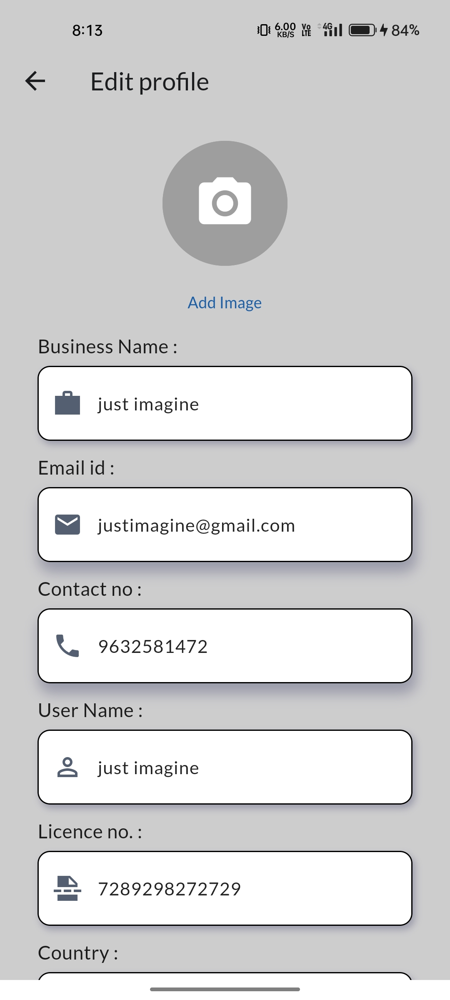 8:13 6.00 KB/S Vo LTE 4G 84%
Edit profile
Add Image
Business Name :
just imagine
Email id :
justimagine@gmail.com
Contact no :
9632581472
User Name :
just imagine
Licence no. :
7289298272729
Country :